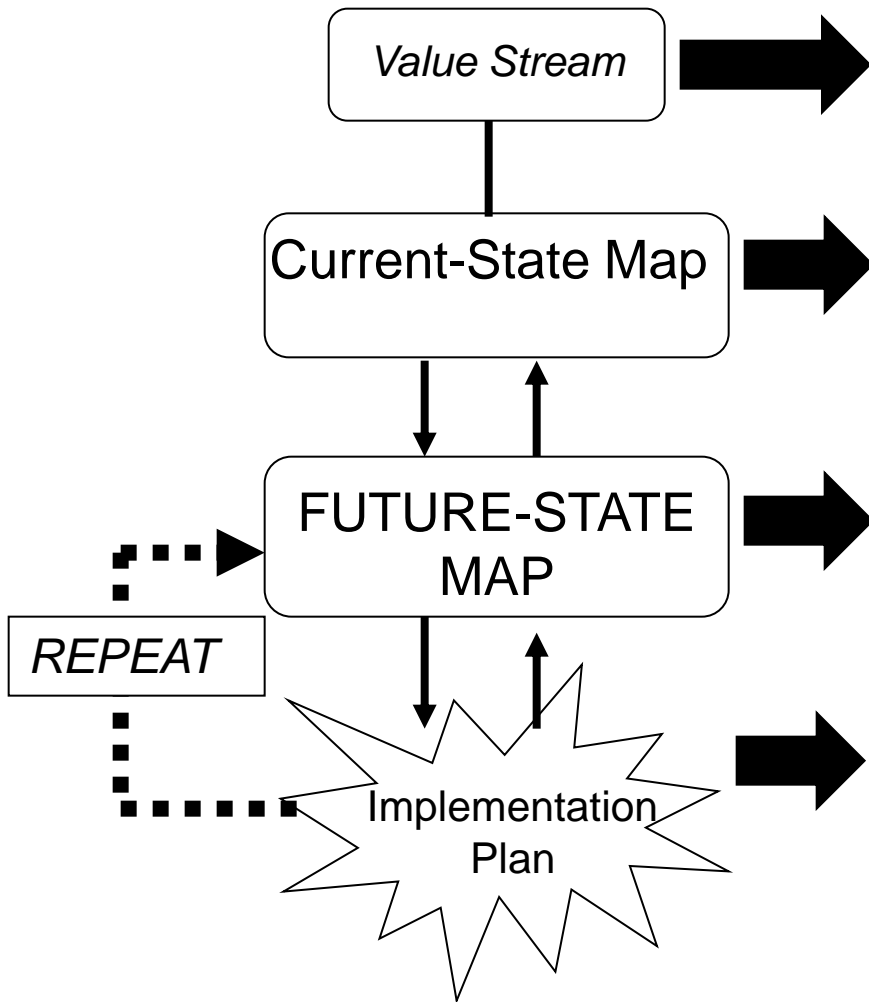 Value Stream
Current-State Map
FUTURE-STATE
MAP
REPEAT
Implementation
Plan